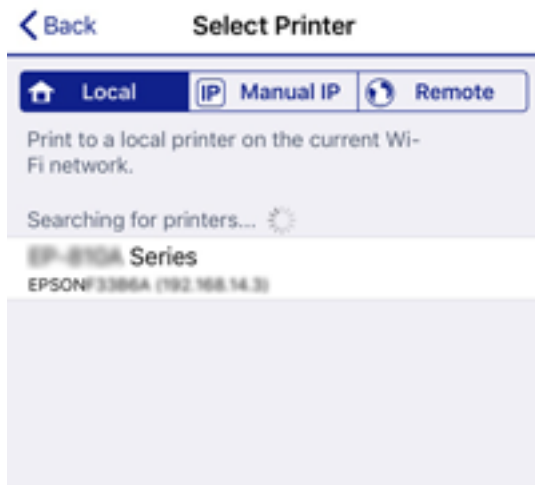 Back
Select Printer
Local
IP Manual IP
Remote
Print to a local printer on the current Wi-
Fi network.
Searching for printers...
Series
EPSON